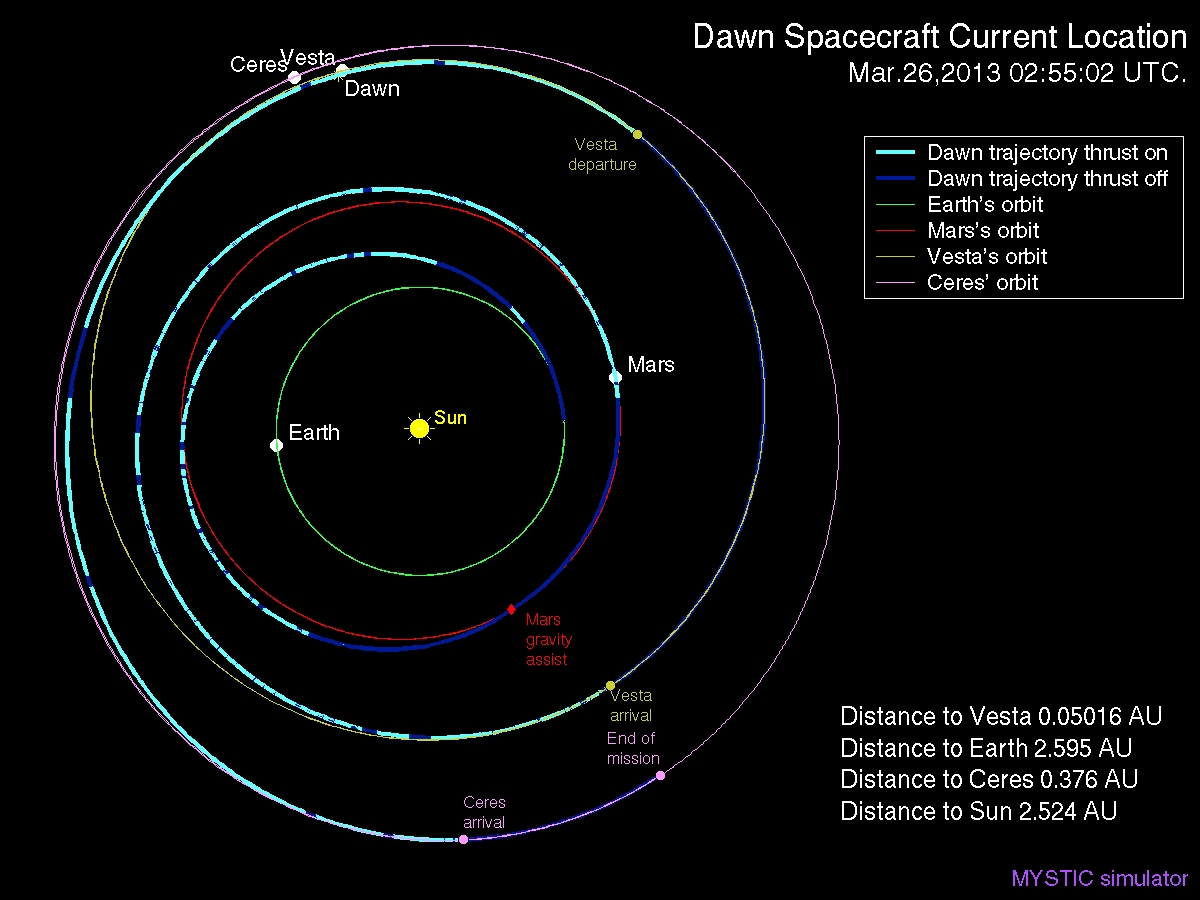 Dawn Spacecraft Current Location
Mar.26,2013 02:55:02 UTC.
Ceres
Vesta
Dawn
Vesta
departure
Dawn trajectory thrust on
Dawn trajectory thrust off
Earth's orbit
Mars's orbit
Vesta's orbit
Ceres' orbit
Mars
Sun
Earth
Mars
gravity
assist
Vesta
arrival
End of
mission
Ceres
arrival
Distance to Vesta 0.05016 AU
Distance to Earth 2.595 AU
Distance to Ceres 0.376 AU
Distance to Sun 2.524 AU
MYSTIC simulator